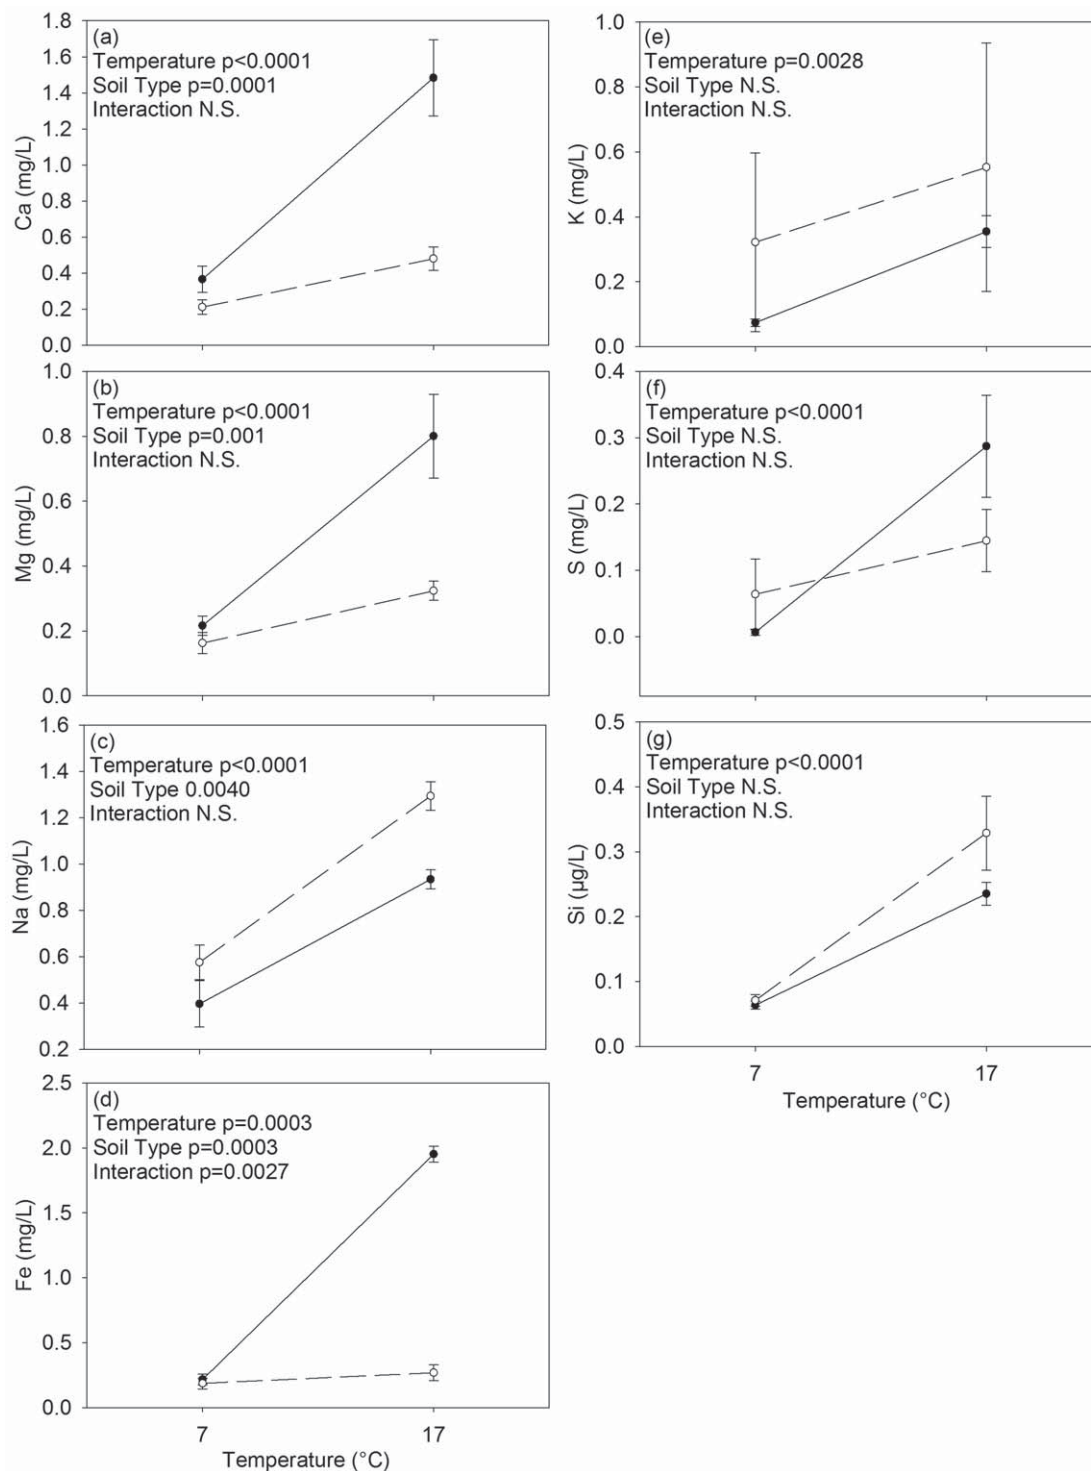 (a)
Temperature p<0.0001
Soil Type p=0.0001
Interaction N.S.
Ca (mg/L)
1.8
1.6
1.4
1.2
1.0
0.8
0.6
0.4
0.2
0.0
(b)
Temperature p<0.0001
Soil Type p=0.001
Interaction N.S.
Mg (mg/L)
1.0
0.8
0.6
0.4
0.2
0.0
(c)
Temperature p<0.0001
Soil Type 0.0040
Interaction N.S.
Na (mg/L)
1.6
1.4
1.2
1.0
0.8
0.6
0.4
0.2
(d)
Temperature p=0.0003
Soil Type p=0.0003
Interaction p=0.0027
Fe (mg/L)
2.5
2.0
1.5
1.0
0.5
0.0
7 17
Temperature (°C)
(e)
Temperature p=0.0028
Soil Type N.S.
Interaction N.S.
K (mg/L)
1.0
0.8
0.6
0.4
0.2
0.0
(f)
Temperature p<0.0001
Soil Type N.S.
Interaction N.S.
S (mg/L)
0.4
0.3
0.2
0.1
0.0
(g)
Temperature p<0.0001
Soil Type N.S.
Interaction N.S.
Si (µg/L)
0.5
0.4
0.3
0.2
0.1
0.0
7 17
Temperature (°C)